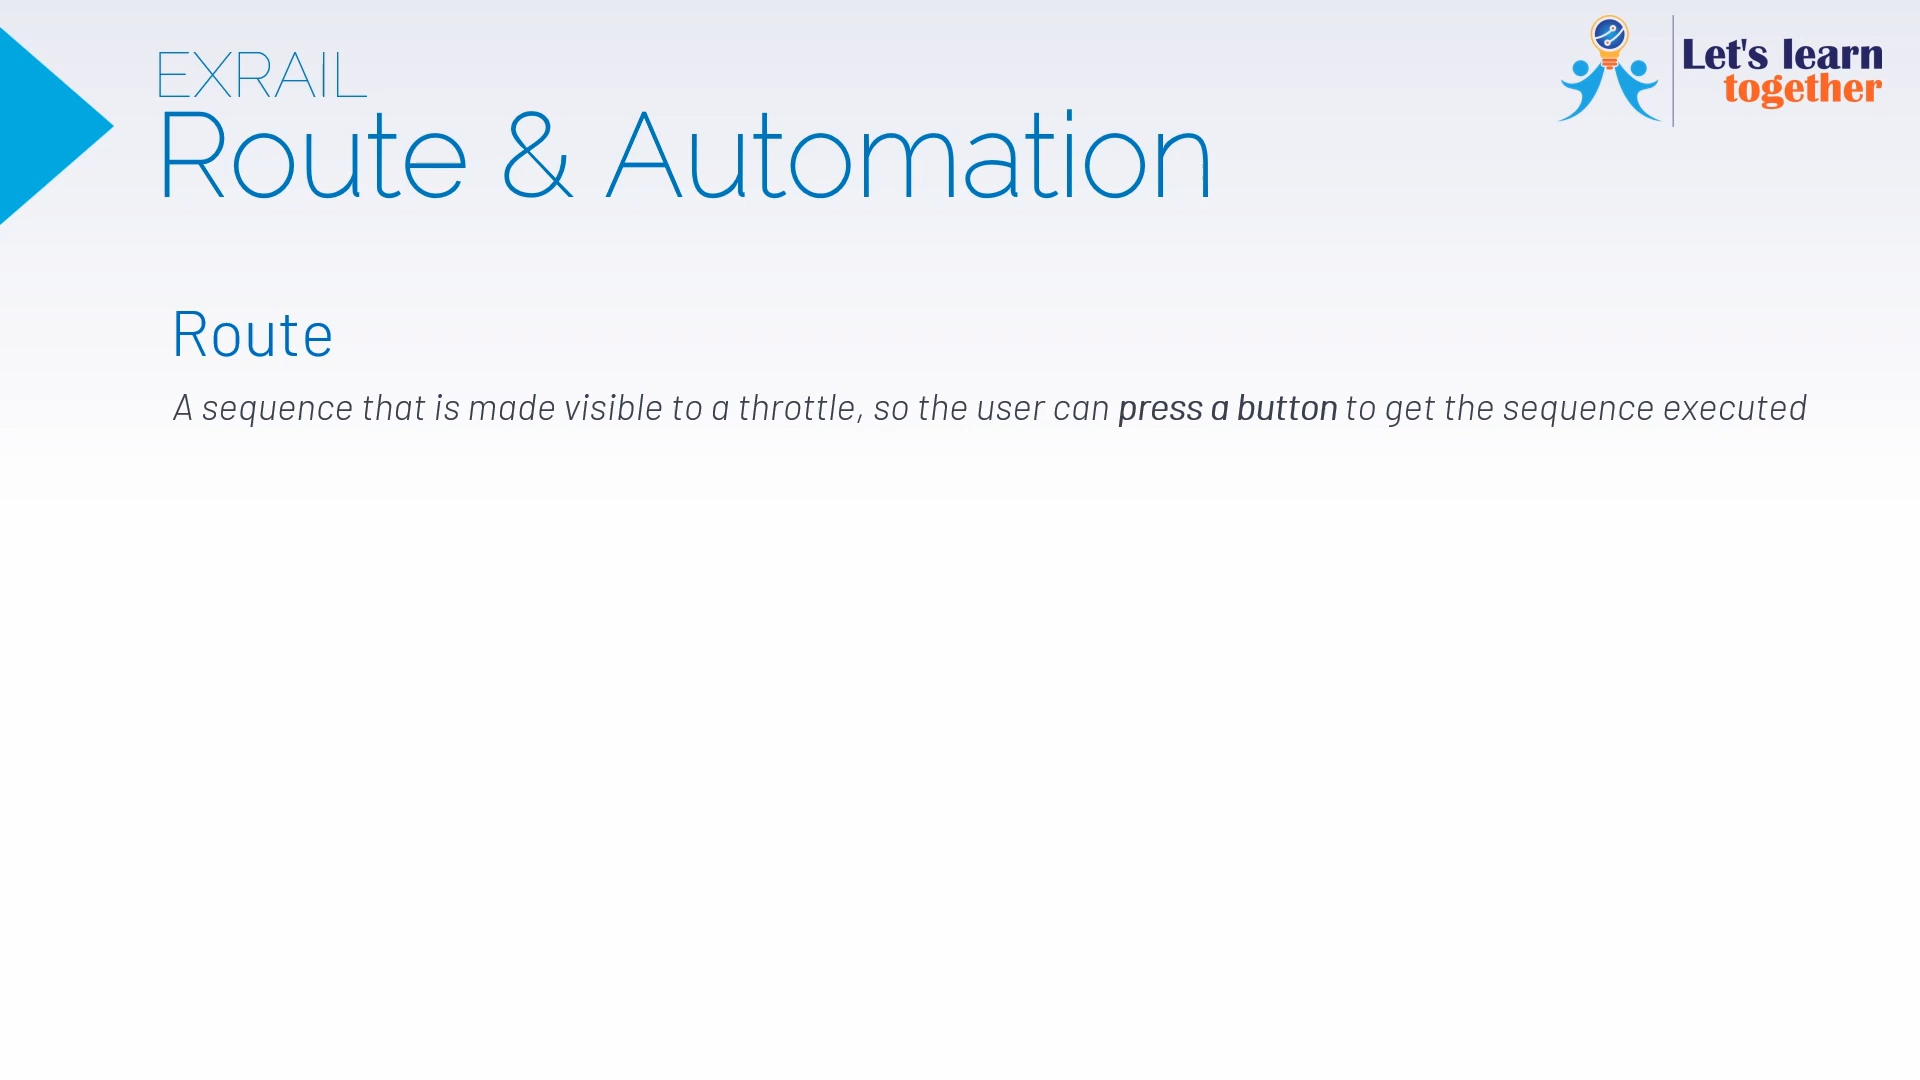 EXRAIL
Route & Automation
Let's learn
together
Route
A sequence that is made visible to a throttle, so the user can press a button to get the sequence executed